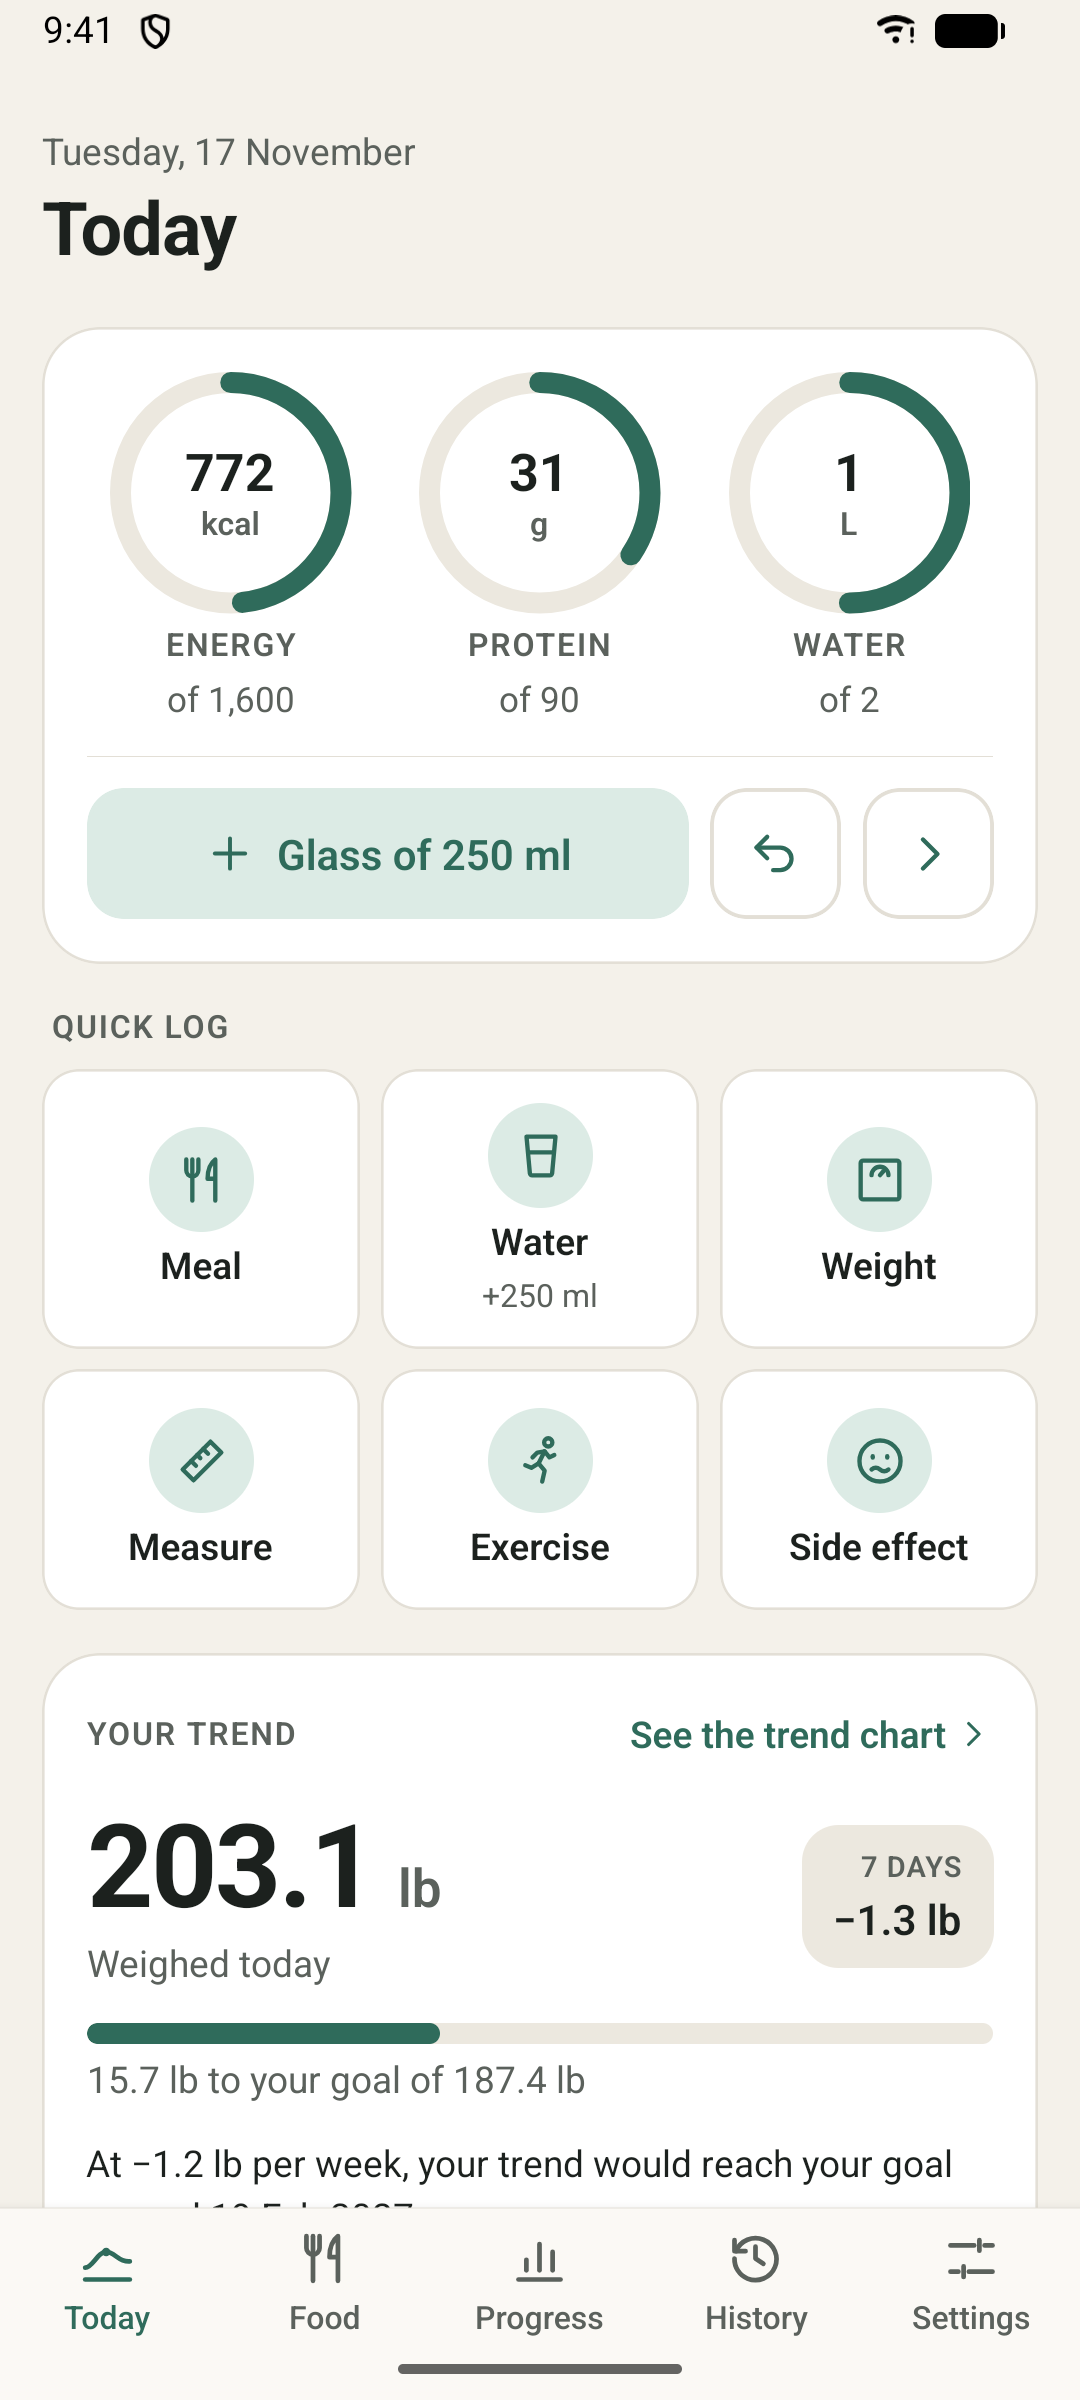 9:41
Tuesday, 17 November
Today
772
kcal
ENERGY
of 1,600
31
g
PROTEIN
of 90
1
L
WATER
of 2
Glass of 250 ml
QUICK LOG
Meal
Water
+250 ml
Weight
Measure
Exercise
Side effect
YOUR TREND
See the trend chart
203.1 lb
7 DAYS
−1.3 lb
Weighed today
15.7 lb to your goal of 187.4 lb
At −1.2 lb per week, your trend would reach your goal
Today
Food
Progress
History
Settings